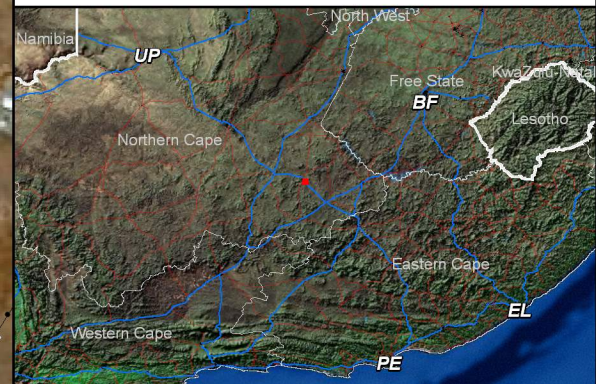 North West
Namibia
UP
KwaZulu-Natal
Free State
BF
Lesotho
Northern Cape
Eastern Cape
EL
Western Cape
PE